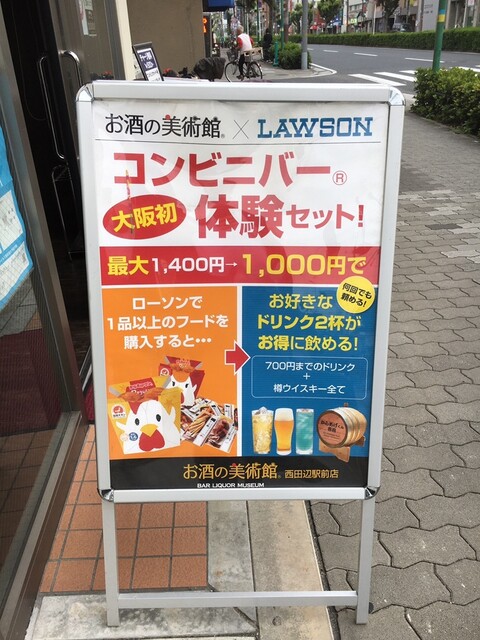 お酒の美術館® × LAWSON
コンビニバー®
大阪初 体験セット!
最大1,400円→1,000円で
ローソンで
1品以上のフードを
購入すると…
何回でも
頼める!
お好きな
ドリンク2杯が
お得に飲める!
700円までのドリンク
+
樽ウイスキー全て
お酒の美術館® 西田辺駅前店
BAR LIQUOR MUSEUM